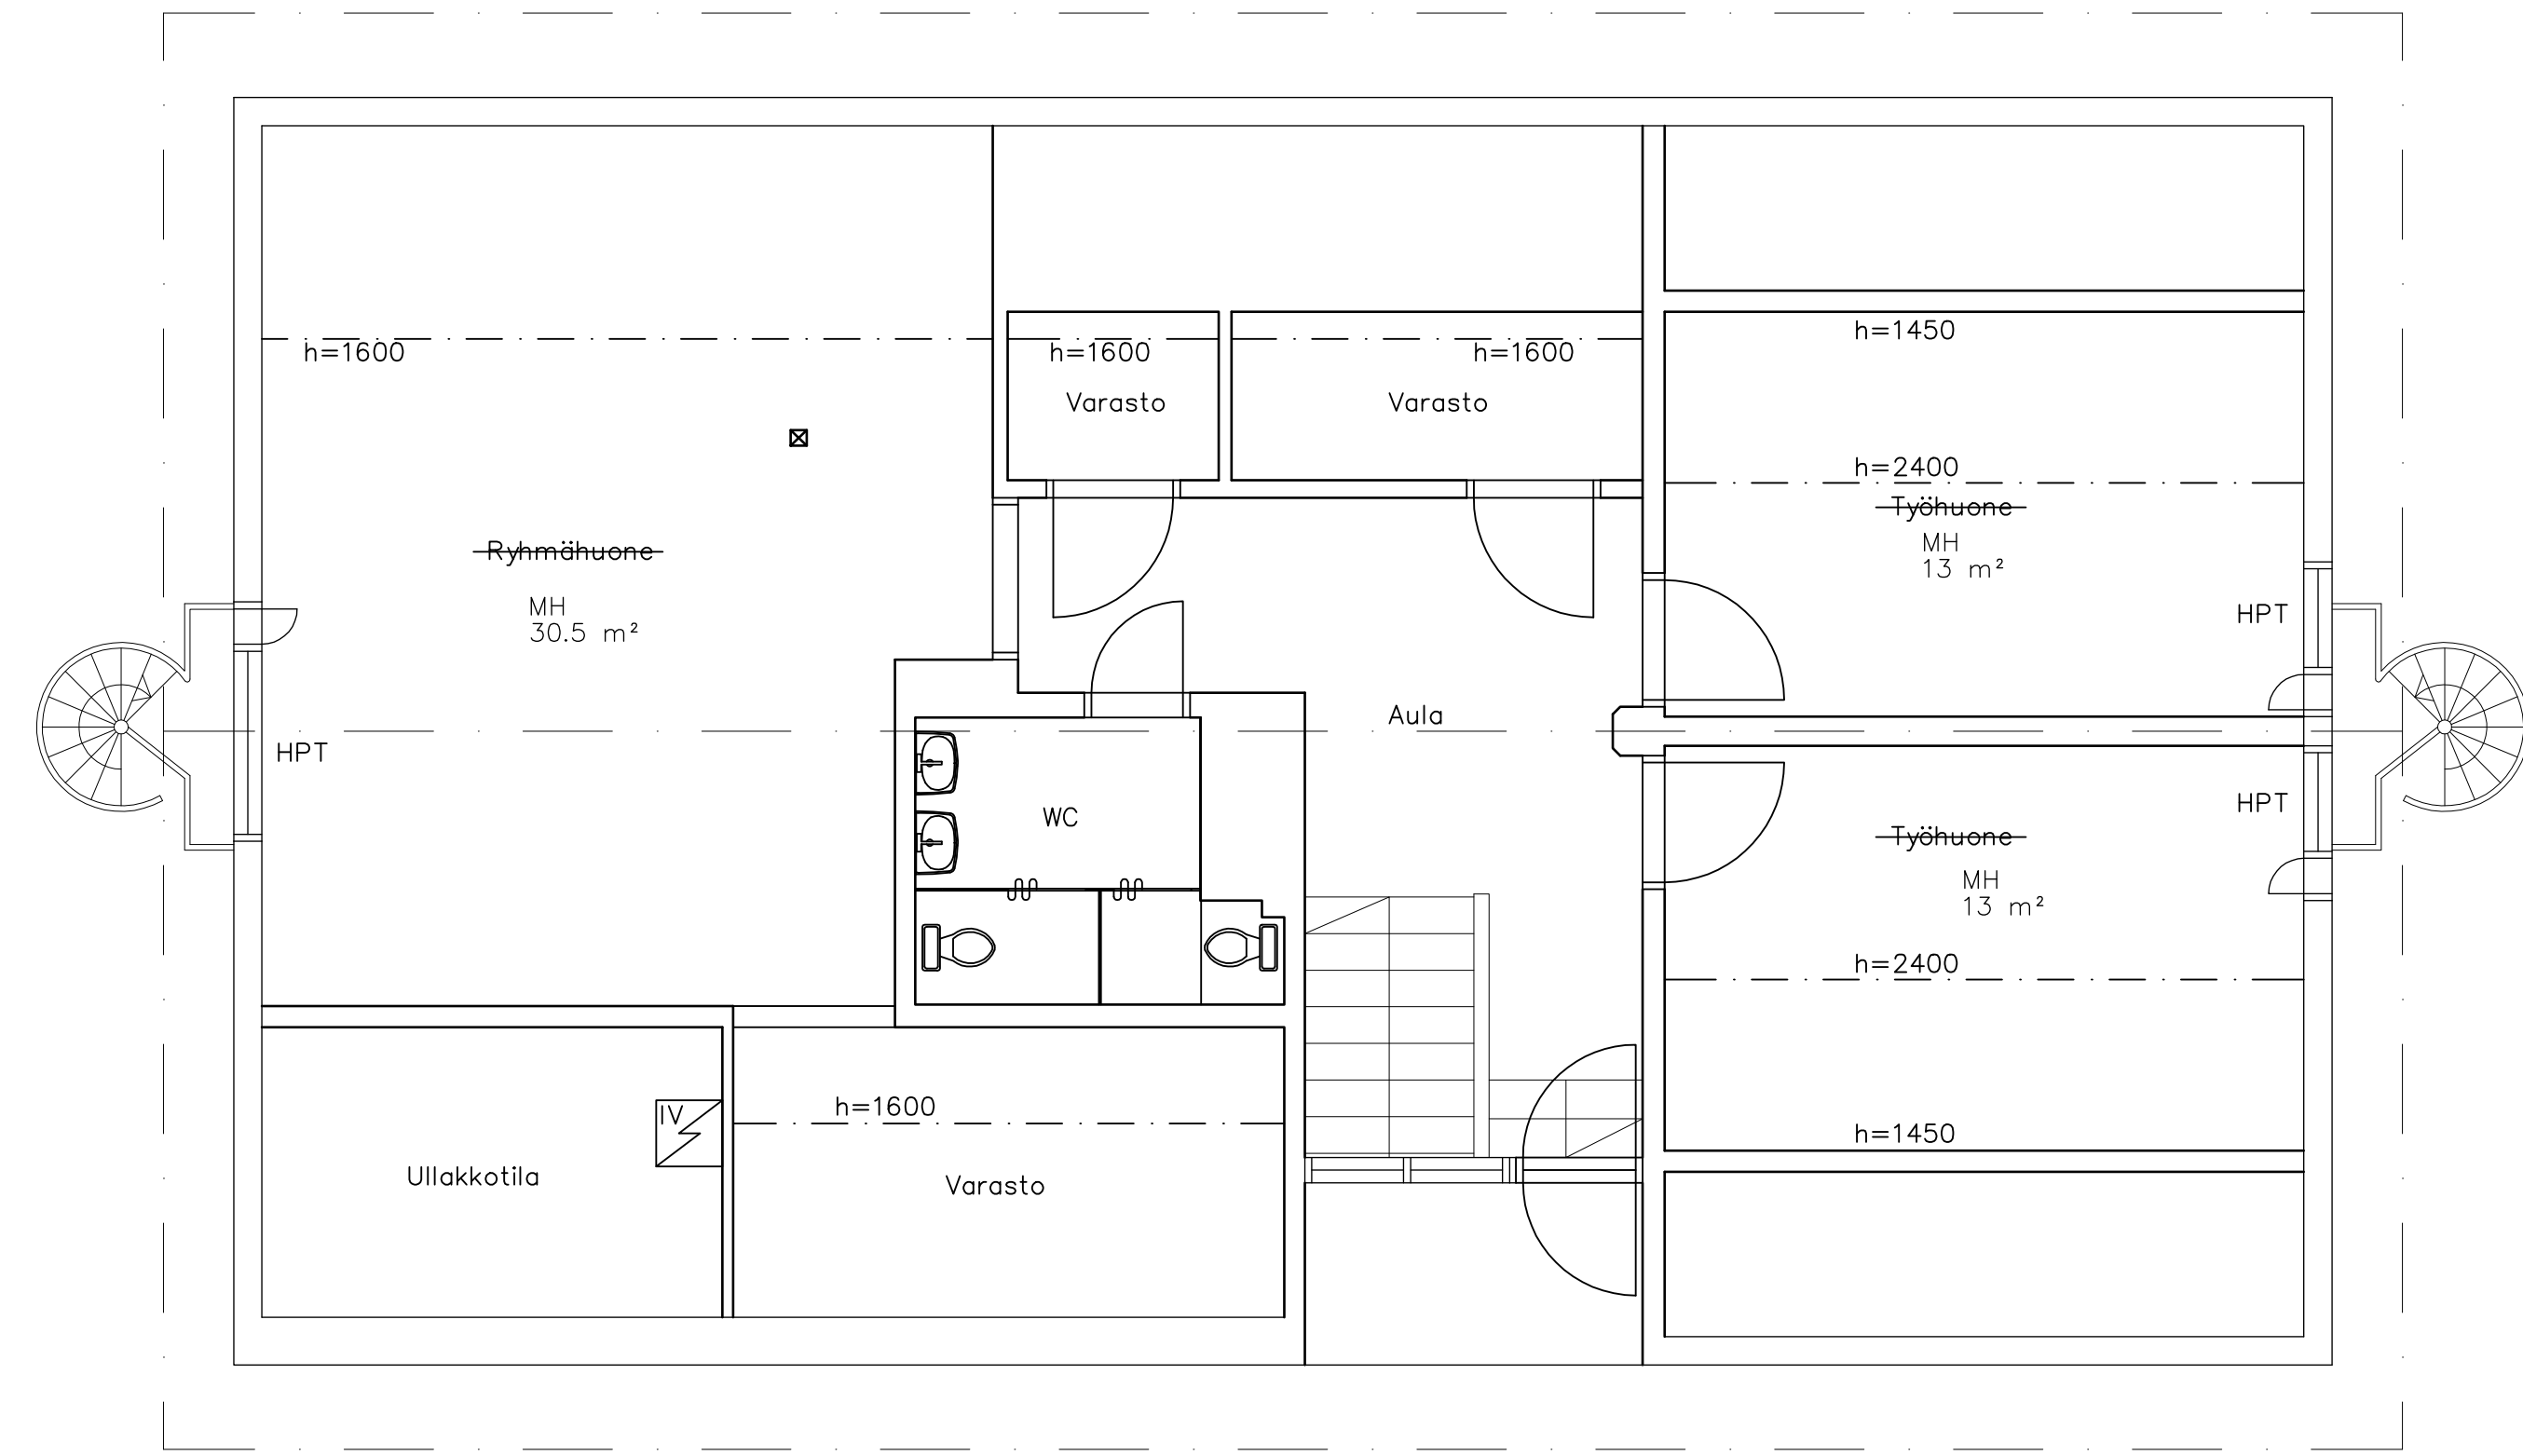 h=1450
h=1600
h=1600
h=1600
Varasto
Varasto
h=2400
Työhuone
MH
13 m²
Ryhmähuone
MH
30.5 m²
HPT
Aula
HPT
WC
HPT
Työhuone
MH
13 m²
h=2400
h=1600
IV
h=1450
Ullakkotila
Varasto